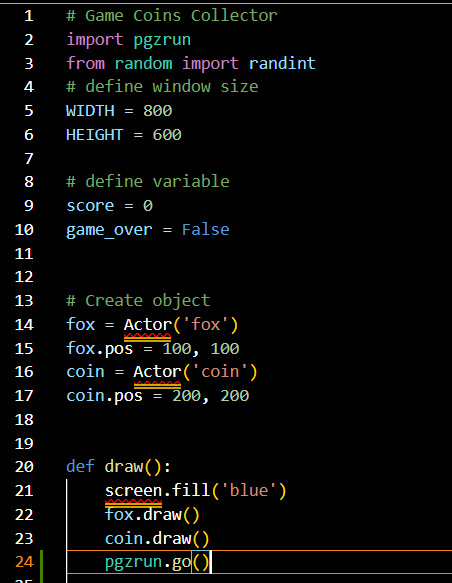 1 # Game Coins Collector
2 import pgzrun
3 from random import randint
4 # define window size
5 WIDTH = 800
6 HEIGHT = 600
7
8 # define variable
9 score = 0
10 game_over = False
11
12
13 # Create object
14 fox = Actor('fox')
15 fox.pos = 100, 100
16 coin = Actor('coin')
17 coin.pos = 200, 200
18
19
20 def draw():
21     screen.fill('blue')
22     fox.draw()
23     coin.draw()
24     pgzrun.go()